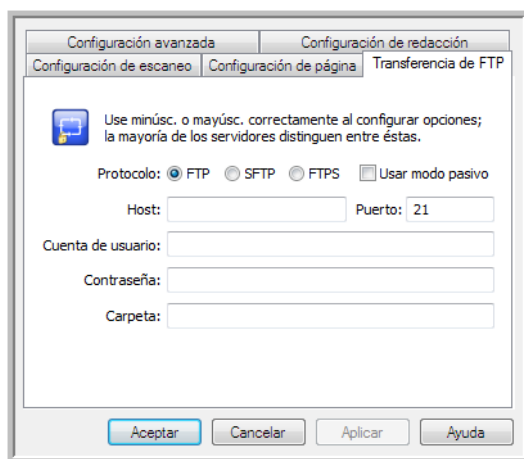 Configuración avanzada
Configuración de redacción
Configuración de escaneo
Configuración de página
Transferencia de FTP
Use minúsc. o mayúsc. correctamente al configurar opciones;
la mayoría de los servidores distinguen entre éstas.
Protocolo: FTP SFTP FTPS Usar modo pasivo
Host: Puerto: 21
Cuenta de usuario:
Contraseña:
Carpeta:
Aceptar Cancelar Aplicar Ayuda